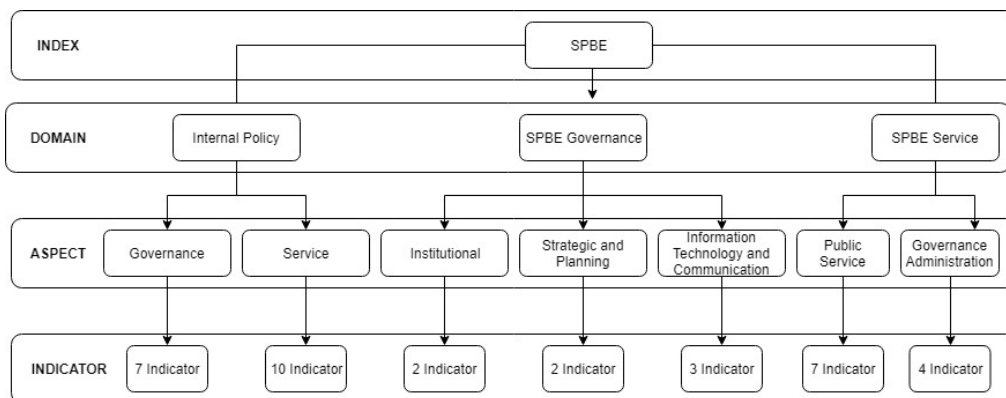 INDEX
SPBE
DOMAIN
Internal Policy
SPBE Governance
SPBE Service
ASPECT
Governance
Service
Institutional
Strategic and
Planning
Information
Technology and
Communication
Public
Service
Governance
Administration
INDICATOR
7 Indicator
10 Indicator
2 Indicator
2 Indicator
3 Indicator
7 Indicator
4 Indicator